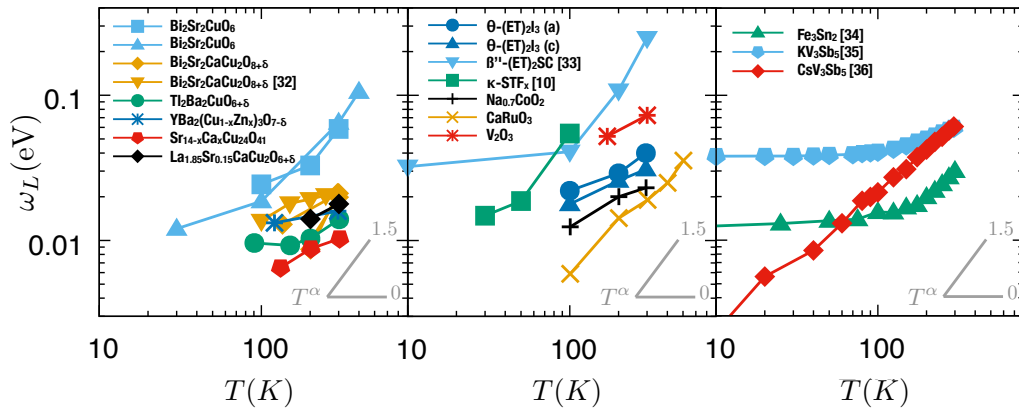 Bi2Sr2CuO6
Bi2Sr2CuO6
Bi2Sr2CaCu2O8+δ
Bi2Sr2CaCu2O8+δ [32]
Tl2Ba2CuO6+δ
YBa2(Cu1-xZnx)3O7-δ
Sr14-xCaxCu24O41
La1.85Sr0.15CaCu2O6+δ
θ-(ET)2I3 (a)
θ-(ET)2I3 (c)
ß''-(ET)2SC [33]
κ-STFx [10]
Na0.7CoO2
CaRuO3
V2O3
Fe3Sn2 [34]
KV3Sb5[35]
CsV3Sb5 [36]
ωL(eV)
0.1
0.01
1.5
Tα
0
1.5
Tα
0
1.5
Tα
0
10
100
10
100
10
100
T(K)
T(K)
T(K)